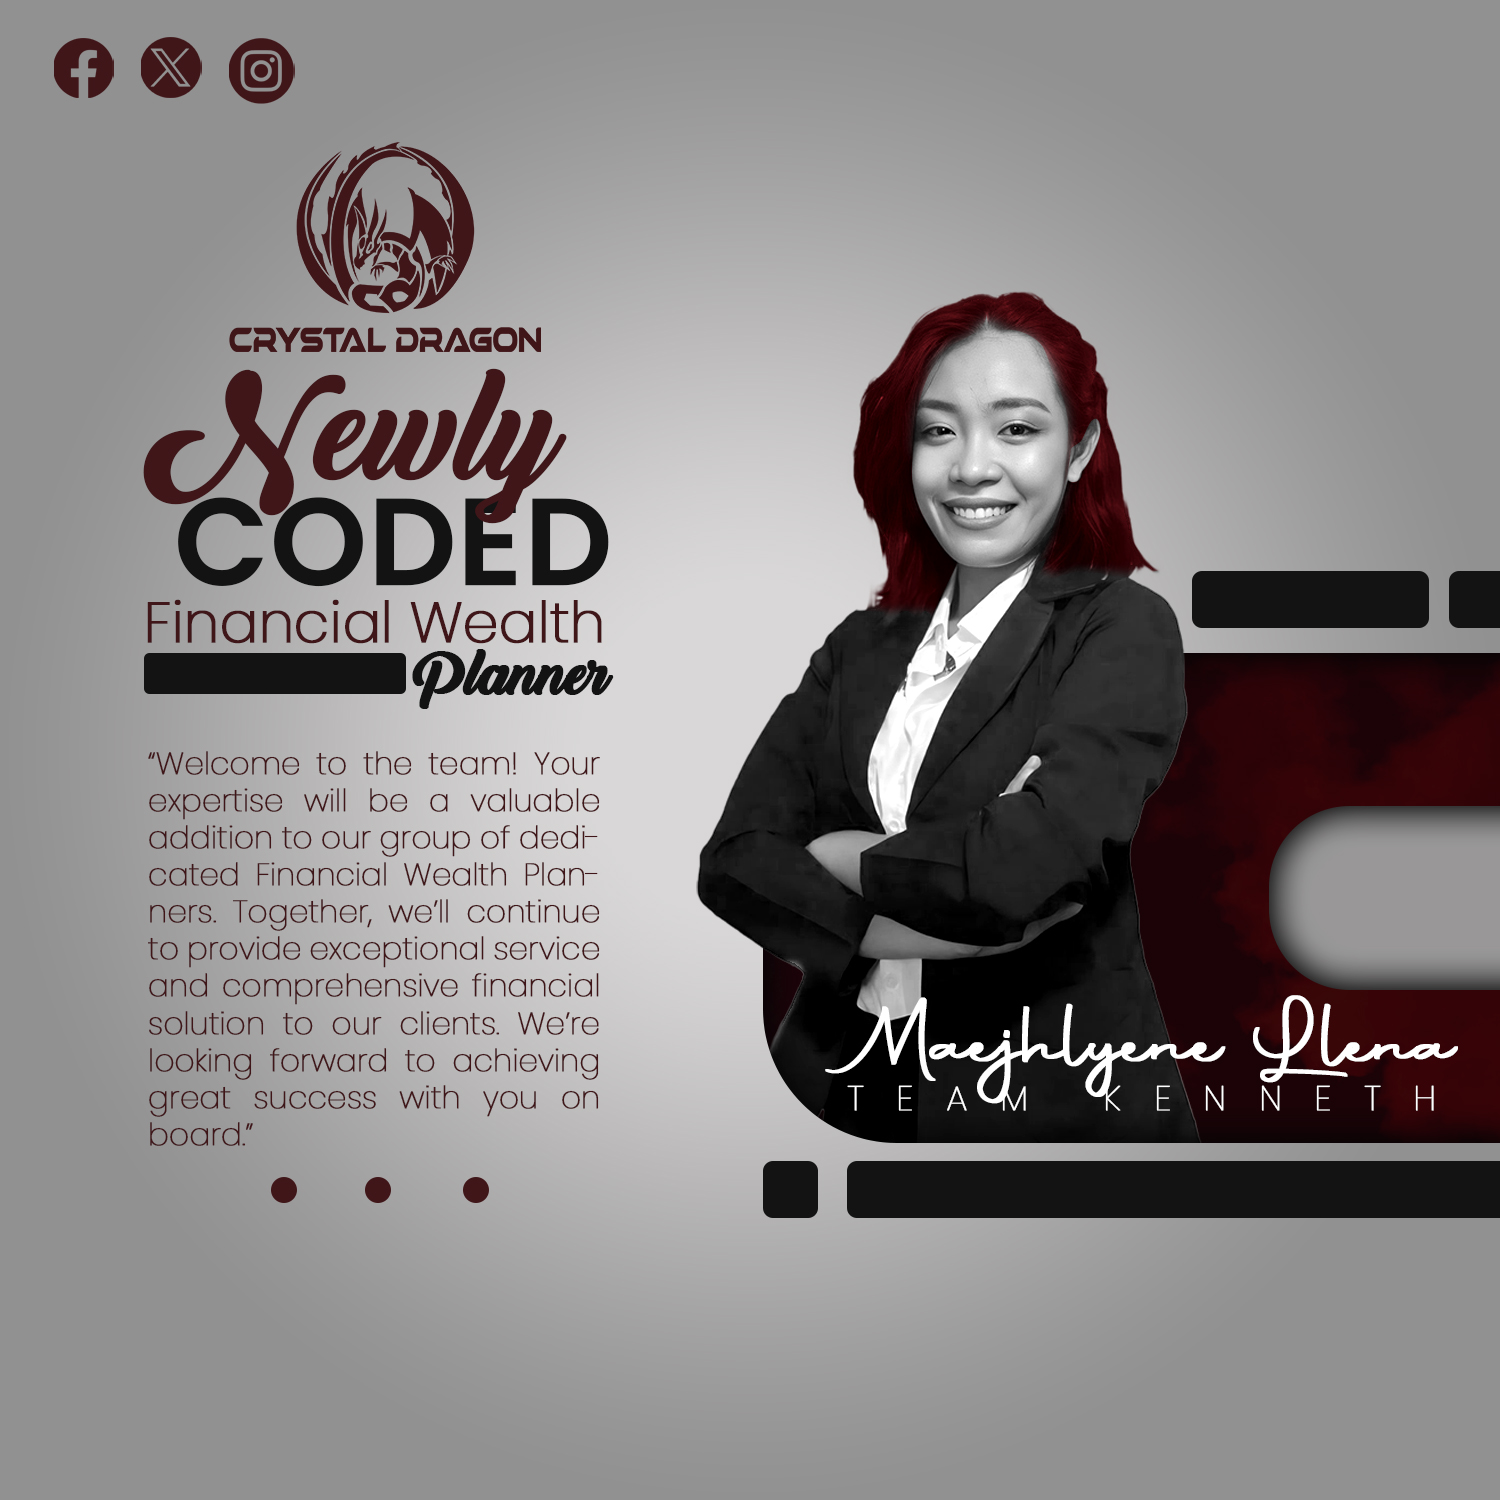 CRYSTAL DRAGON
Newly
CODED
Financial Wealth
Planner
“Welcome to the team! Your
expertise will be a valuable
addition to our group of dedi-
cated Financial Wealth Plan-
ners. Together, we’ll continue
to provide exceptional service
and comprehensive financial
solution to our clients. We’re
looking forward to achieving
great success with you on
board.”
Maejhlyene Llena
TEAM KENNETH